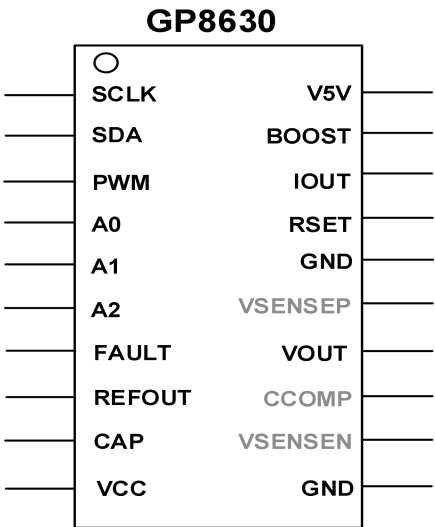 GP8630
SCLK V5V
SDA BOOST
PWM IOUT
A0 RSET
A1 GND
A2 VSENSEP
FAULT VOUT
REFOUT CCOMP
CAP VSENSEN
VCC GND